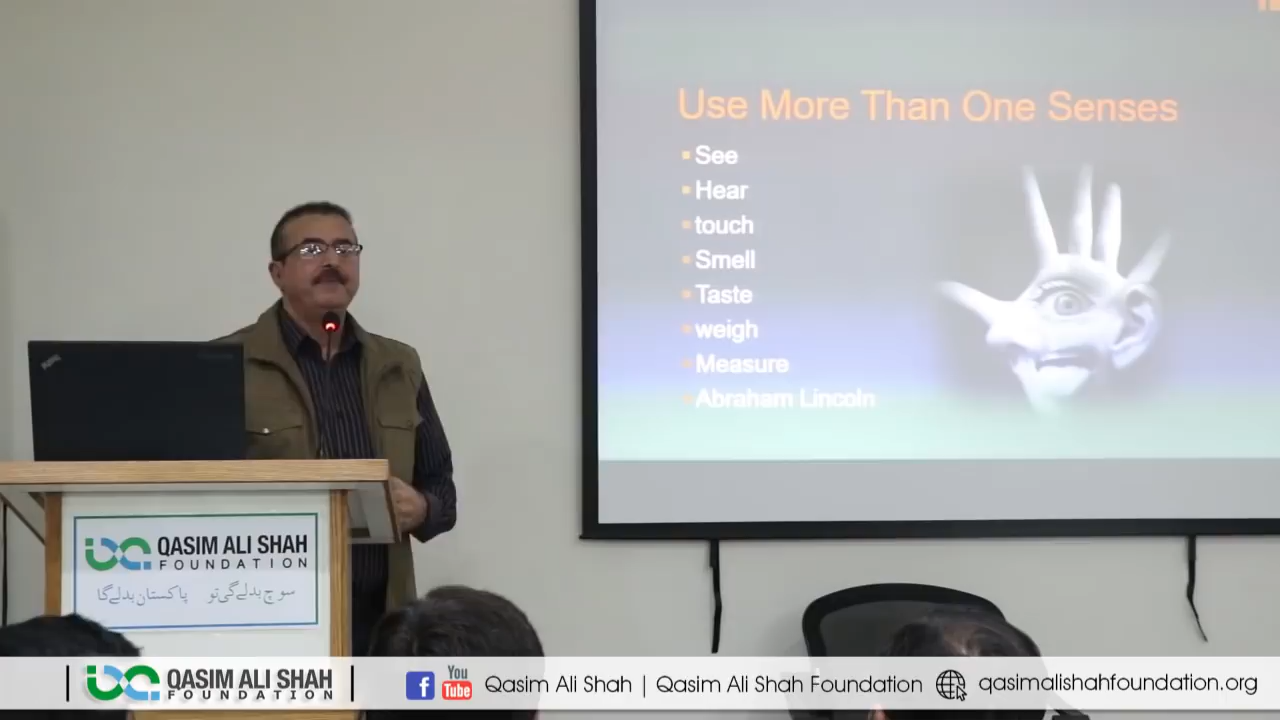 Use More Than One Senses
See
Hear
touch
Smell
Taste
weigh
Measure
Abraham Lincoln
QASIM ALI SHAH
FOUNDATION
سوچ بدلے گی تو پاکستان بدلے گا
QASIM ALI SHAH
FOUNDATION
You
Tube
Qasim Ali Shah | Qasim Ali Shah Foundation
qasimalishahfoundation.org